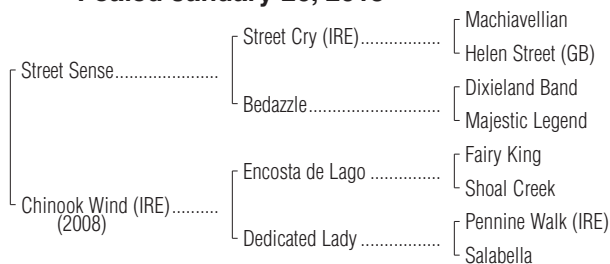 Foaled January
Machiavellian
Street Cry (IRE)..................
Helen Street (GB)
Street Sense.......................
Dixieland Band
Bedazzle.............................
Majestic Legend
Fairy King
Encosta de Lago ...............
Shoal Creek
Chinook Wind (IRE)..........
(2008)
Pennine Walk (IRE)
Dedicated Lady .................
Salabella